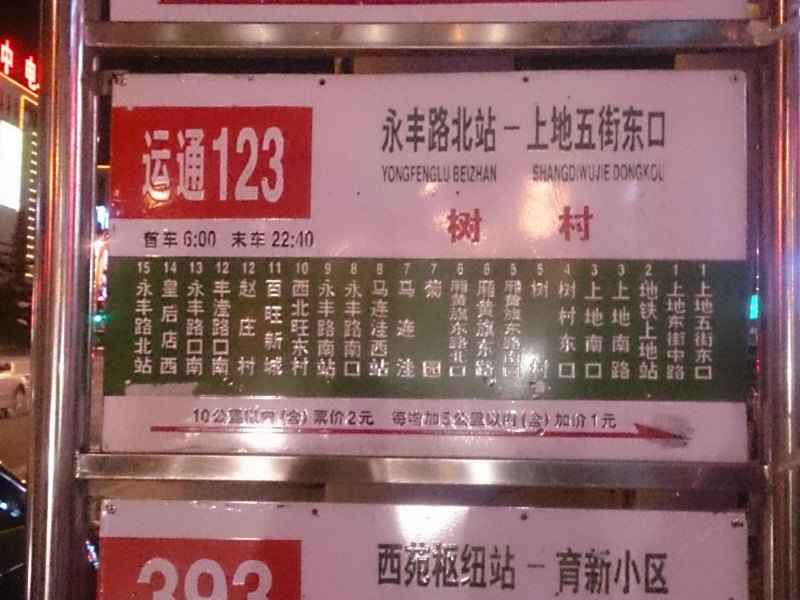 中电
运通123
永丰路北站－上地五街东口
YONGFENGLU BEIZHAN SHANGDIWUJIE DONGKOU
树村
首车 6:00 末车 22:40
15 永丰路北站
14 皇后店西
13 永丰路口南
12 丰滢路口南
12 赵庄村
11 百旺新城
10 西北旺东村
9 永丰路南站
8 永丰路南口
8 马连洼西站
7 马连洼
7 菊园
6 厢黄旗东路北口
6 厢黄旗东路
5 厢黄旗东路南口
5 树村
4 树村东口
3 上地南口
3 上地南路
2 地铁上地站
1 上地东街中路
1 上地五街东口
10公里以内(含)票价2元 每增加5公里以内(含)加价1元
393
西苑枢纽站－育新小区